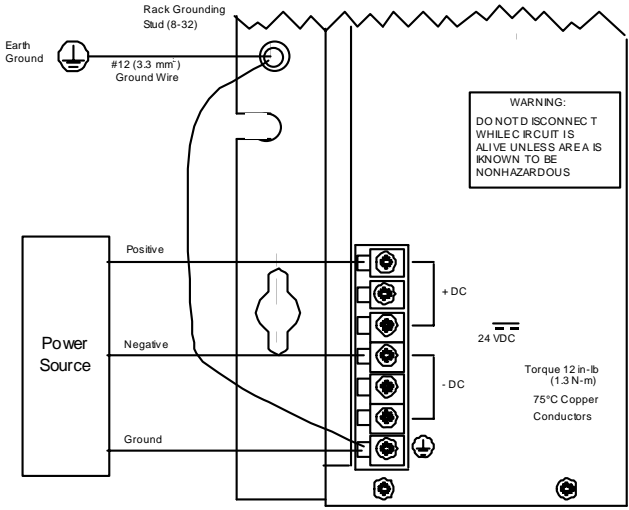 Rack Grounding
Stud (8-32)
Earth
Ground
#12 (3.3 mm²)
Ground Wire
WARNING:
DO NOT D ISCONNEC T
WHILE C IRCUIT IS
ALIVE UNLESS AREA IS
IKNOWN TO BE
NONHAZARDOUS
Positive
+ DC
Power
Source
Negative
24 VDC
Torque 12 in-lb
(1.3 N-m)
75°C Copper
Conductors
- DC
Ground